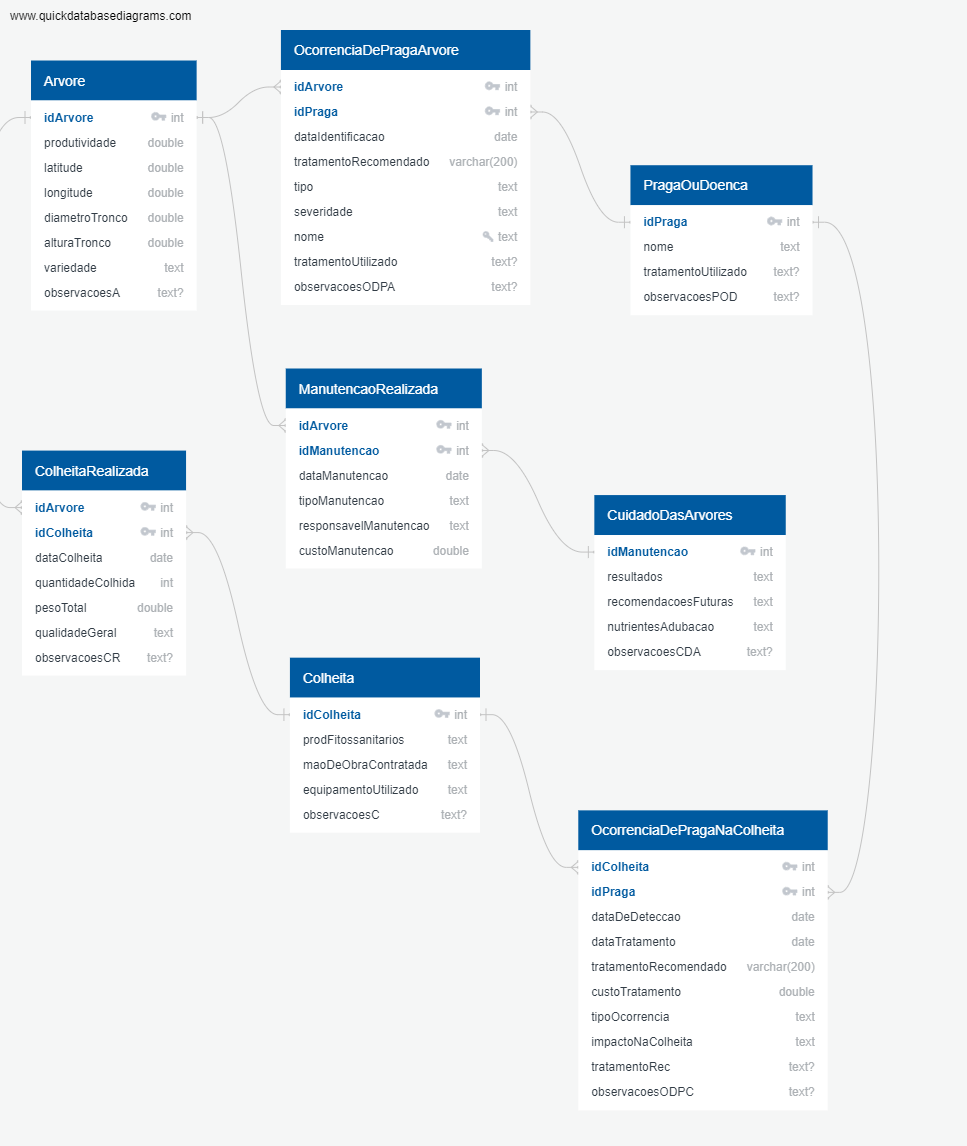 www.quickdatabasediagrams.com
Arvore
idArvore int
produtividade double
latitude double
longitude double
diametroTronco double
alturaTronco double
variedade text
observacoesA text?
OcorrenciaDePragaArvore
idArvore int
idPraga int
dataIdentificacao date
tratamentoRecomendado varchar(200)
tipo text
severidade text
nome text
tratamentoUtilizado text?
observacoesODPA text?
PragaOuDoenca
idPraga int
nome text
tratamentoUtilizado text?
observacoesPOD text?
ManutencaoRealizada
idArvore int
idManutencao int
dataManutencao date
tipoManutencao text
responsavelManutencao text
custoManutencao double
ColheitaRealizada
idArvore int
idColheita int
dataColheita date
quantidadeColhida int
pesoTotal double
qualidadeGeral text
observacoesCR text?
CuidadoDasArvores
idManutencao int
resultados text
recomendacoesFuturas text
nutrientesAdubacao text
observacoesCDA text?
Colheita
idColheita int
prodFitossanitarios text
maoDeObraContratada text
equipamentoUtilizado text
observacoesC text?
OcorrenciaDePragaNaColheita
idColheita int
idPraga int
dataDeDeteccao date
dataTratamento date
tratamentoRecomendado varchar(200)
custoTratamento double
tipoOcorrencia text
impactoNaColheita text
tratamentoRec text?
observacoesODPC text?